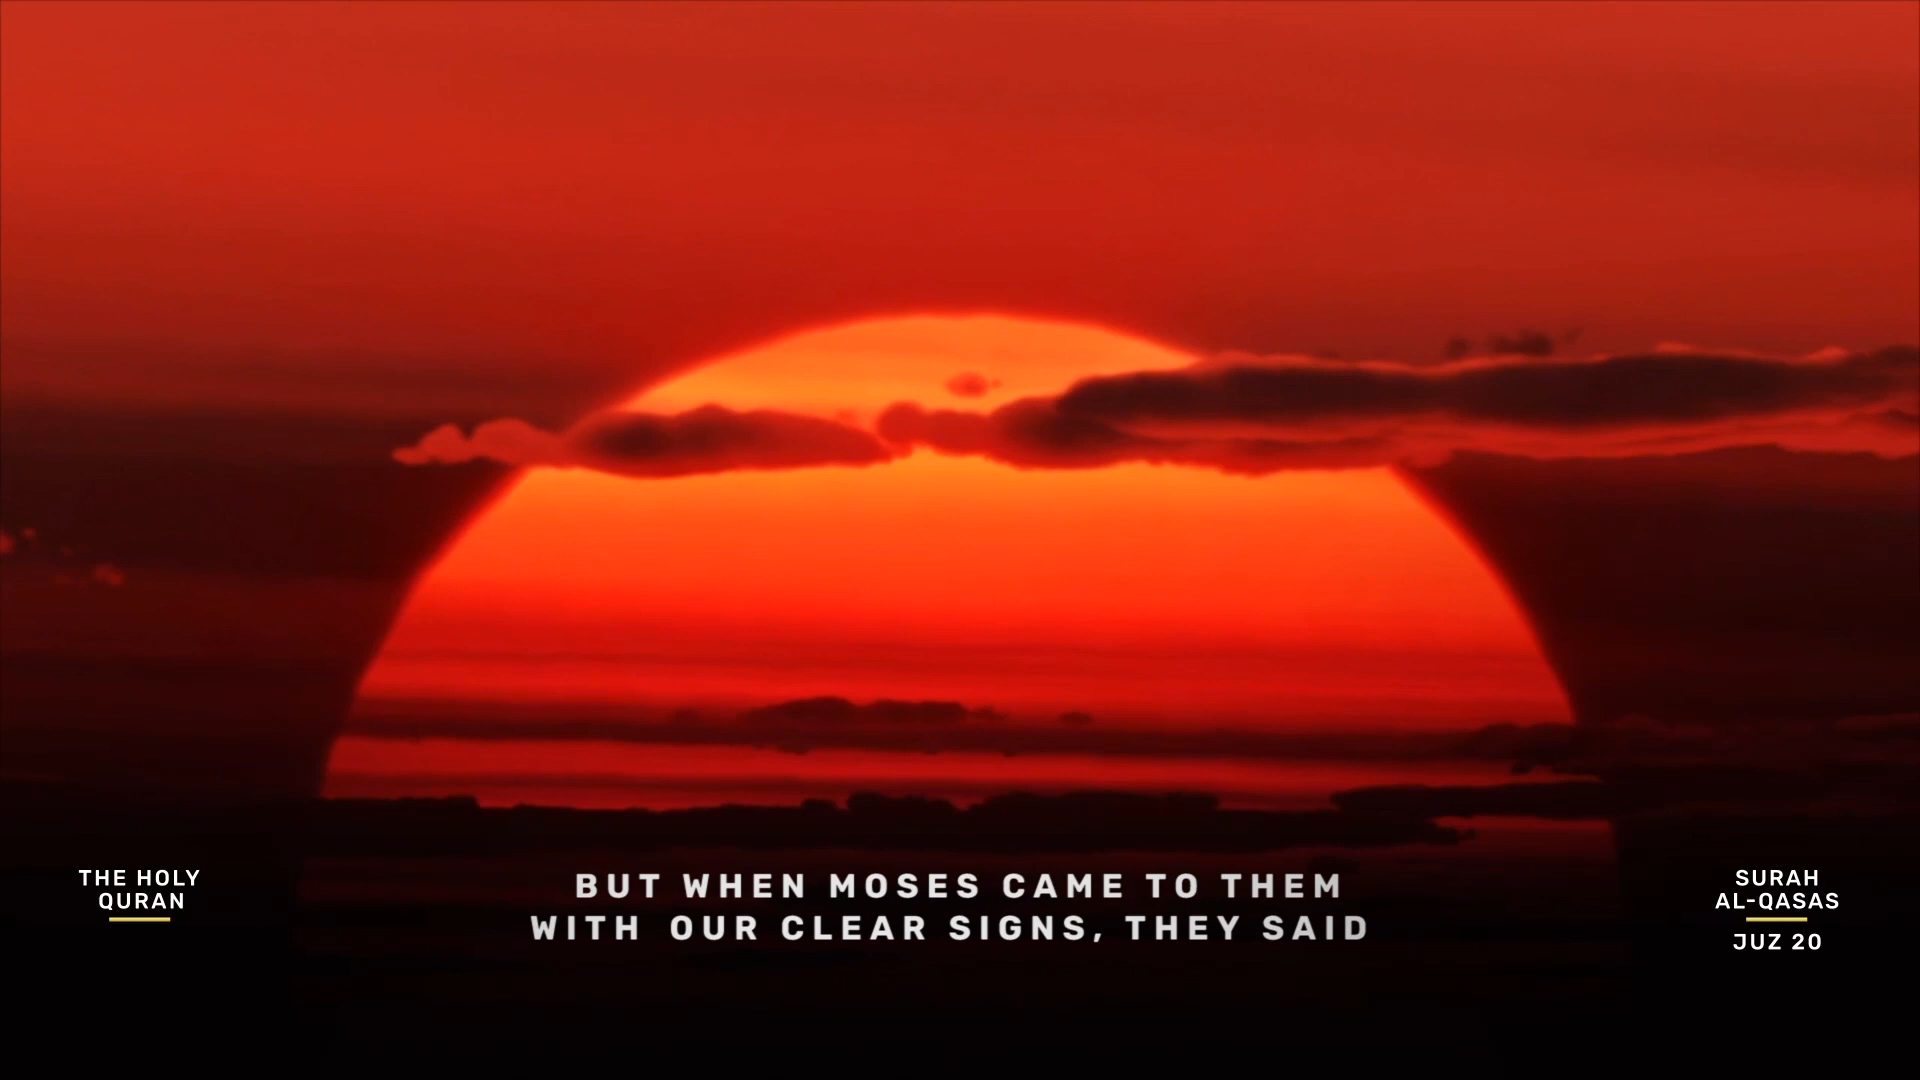 THE HOLY
QURAN
BUT WHEN MOSES CAME TO THEM
WITH OUR CLEAR SIGNS, THEY SAID
SURAH
AL-QASAS
JUZ 20